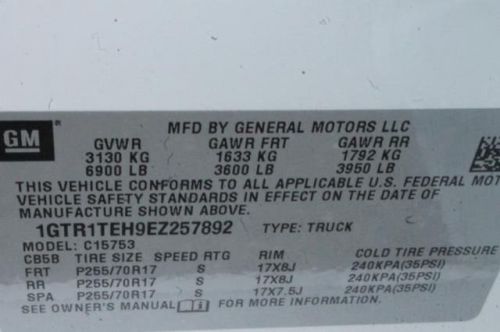 GM
MFD BY GENERAL MOTORS LLC
GVWR GAWR FRT GAWR RR
3130 KG 1633 KG 1792 KG
6900 LB 3600 LB 3950 LB
THIS VEHICLE CONFORMS TO ALL APPLICABLE U.S. FEDERAL MOT
VEHICLE SAFETY STANDARDS IN EFFECT ON THE DATE OF
MANUFACTURE SHOWN ABOVE.
1GTR1TEH9EZ257892 TYPE: TRUCK
MODEL: C15753
CB5B TIRE SIZE SPEED RTG RIM COLD TIRE PRESSURE
FRT P255/70R17 S 17X8J 240KPA(35PSI)
RR P255/70R17 S 17X8J 240KPA(35PSI)
SPA P255/70R17 S 17X7.5J 240KPA(35PSI)
SEE OWNER'S MANUAL FOR MORE INFORMATION.